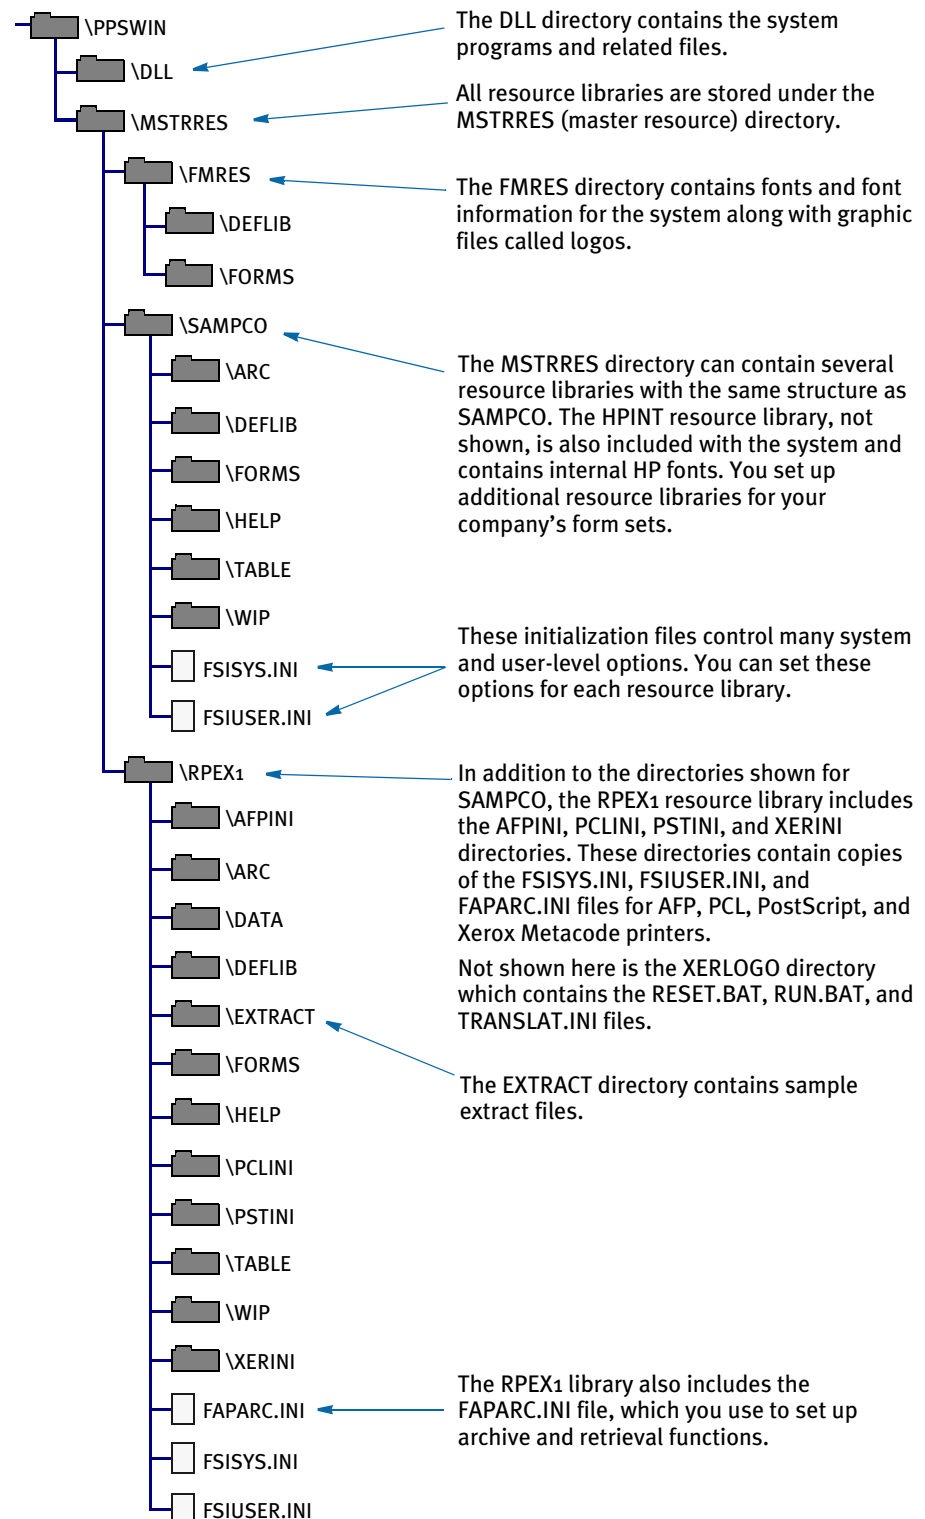 \PPSWIN
The DLL directory contains the system
programs and related files.
\DLL
All resource libraries are stored under the
MSTRRES (master resource) directory.
\MSTRRES
\FMRES
The FMRES directory contains fonts and font
information for the system along with graphic
files called logos.
\DEFLIB
\FORMS
\SAMPCO
The MSTRRES directory can contain several
resource libraries with the same structure as
SAMPCO. The HPINT resource library, not
shown, is also included with the system and
contains internal HP fonts. You set up
additional resource libraries for your
company’s form sets.
\ARC
\DEFLIB
\FORMS
\HELP
\TABLE
\WIP
These initialization files control many system
and user-level options. You can set these
options for each resource library.
FSISYS.INI
FSIUSER.INI
\RPEX1
In addition to the directories shown for
SAMPCO, the RPEX1 resource library includes
the AFPINI, PCLINI, PSTINI, and XERINI
directories. These directories contain copies
of the FSISYS.INI, FSIUSER.INI, and
FAPARC.INI files for AFP, PCL, PostScript, and
Xerox Metacode printers.
Not shown here is the XERLOGO directory
which contains the RESET.BAT, RUN.BAT, and
TRANSLAT.INI files.
\AFPINI
\ARC
\DATA
\DEFLIB
\EXTRACT
The EXTRACT directory contains sample
extract files.
\FORMS
\HELP
\PCLINI
\PSTINI
\TABLE
\WIP
\XERINI
The RPEX1 library also includes the
FAPARC.INI file, which you use to set up
archive and retrieval functions.
FAPARC.INI
FSISYS.INI
FSIUSER.INI